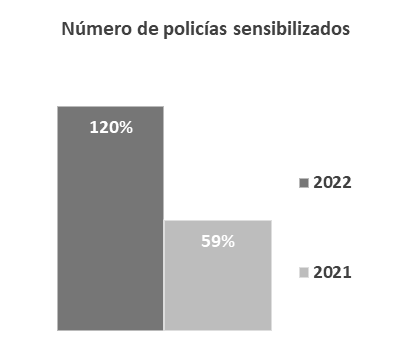 Número de policías sensibilizados
120%
59%
2022
2021